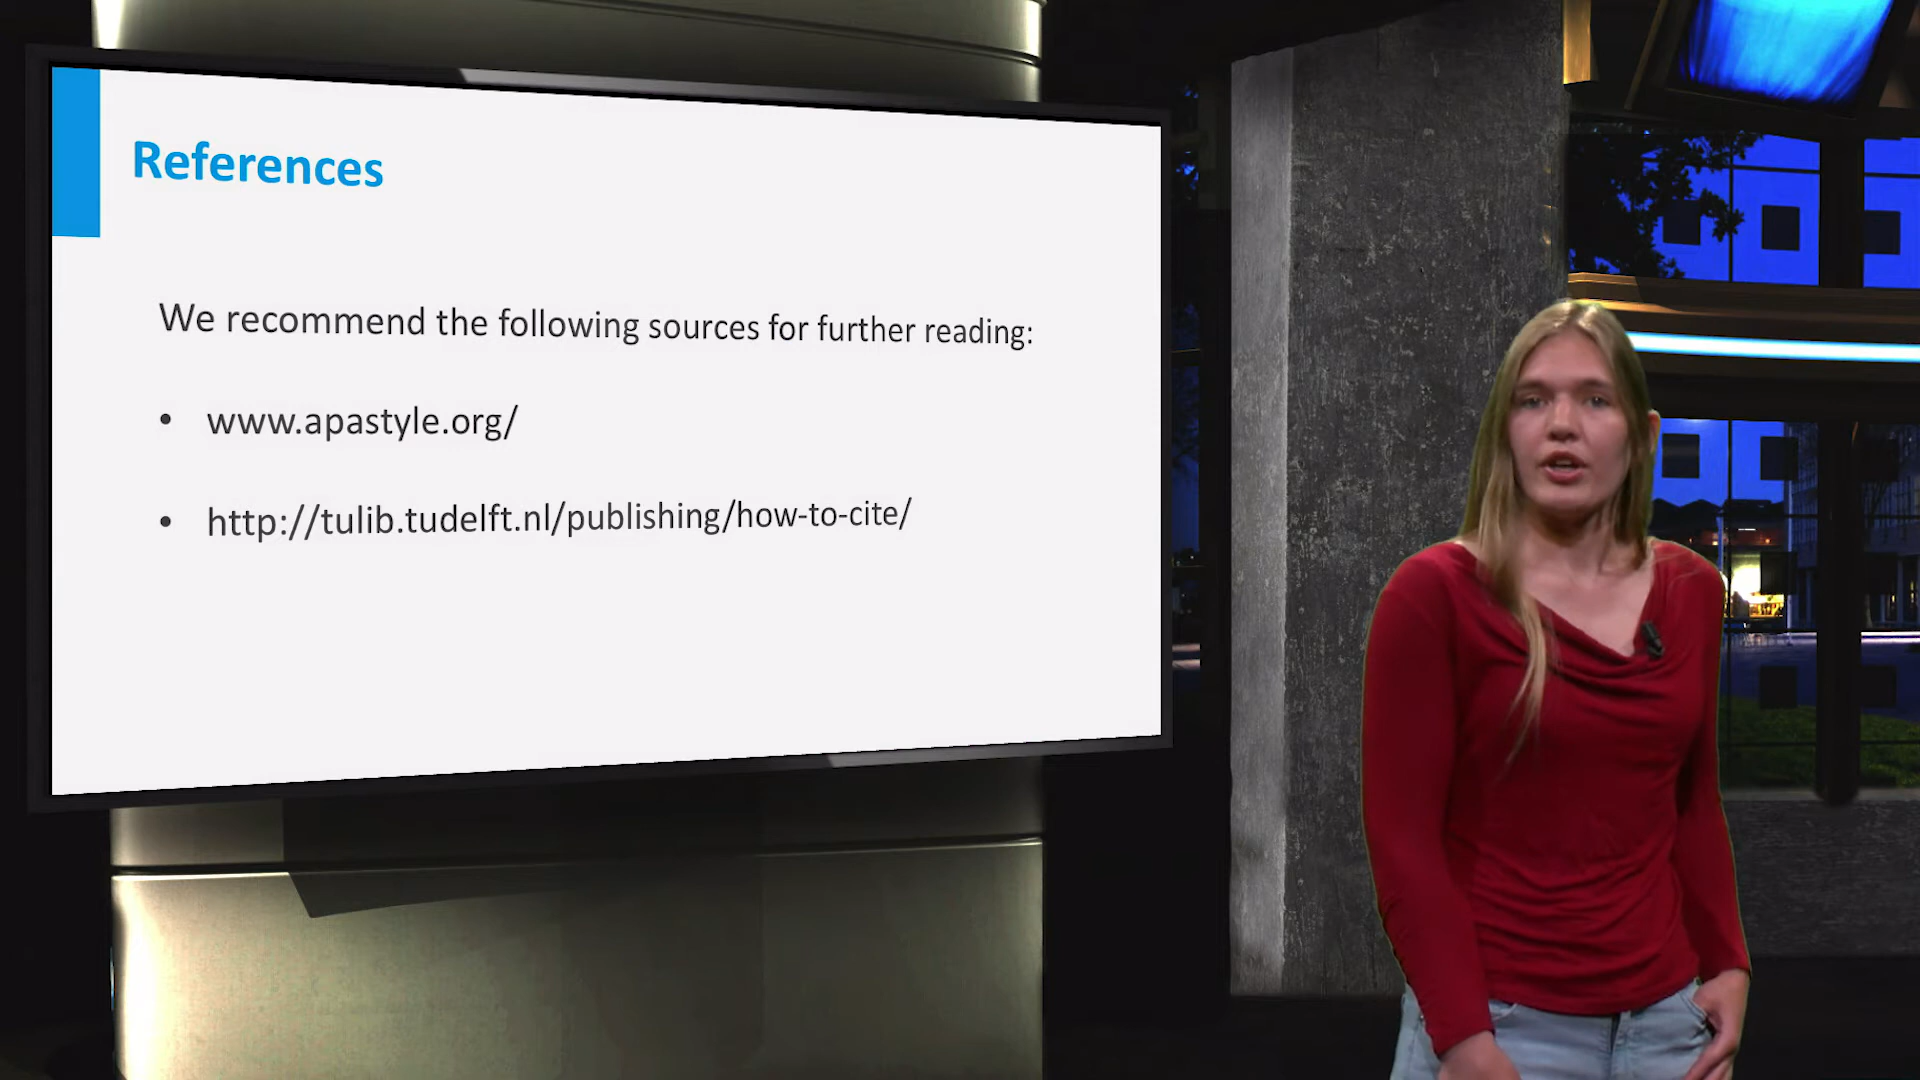 References
We recommend the following sources for further reading:
• www.apastyle.org/
• http://tulib.tudelft.nl/publishing/how-to-cite/